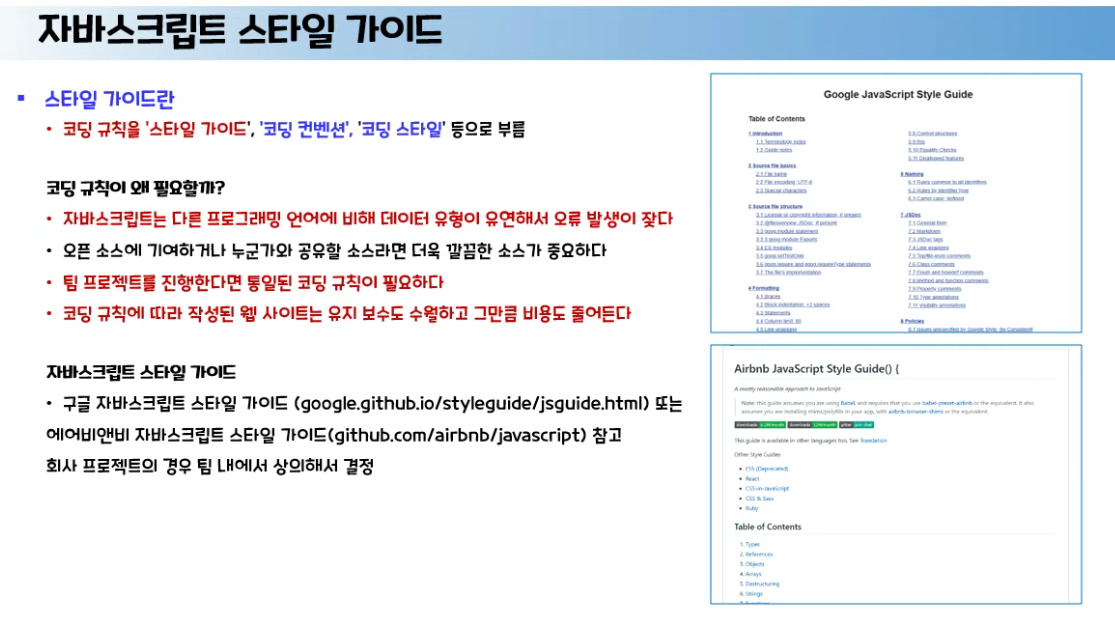 자바스크립트 스타일 가이드
스타일 가이드란
• 코딩 규칙을 '스타일 가이드', '코딩 컨벤션', '코딩 스타일' 등으로 부름
코딩 규칙이 왜 필요할까?
• 자바스크립트는 다른 프로그래밍 언어에 비해 데이터 유형이 유연해서 오류 발생이 잦다
• 오픈 소스에 기여하거나 누군가와 공유할 소스라면 더욱 깔끔한 소스가 중요하다
• 팀 프로젝트를 진행한다면 통일된 코딩 규칙이 필요하다
• 코딩 규칙에 따라 작성된 웹 사이트는 유지 보수도 수월하고 그만큼 비용도 줄어든다
자바스크립트 스타일 가이드
• 구글 자바스크립트 스타일 가이드 (google.github.io/styleguide/jsguide.html) 또는
에어비앤비 자바스크립트 스타일 가이드(github.com/airbnb/javascript) 참고
회사 프로젝트의 경우 팀 내에서 상의해서 결정
Google JavaScript Style Guide
Table of Contents
1 Introduction
1.1 Terminology notes
1.2 Guide notes
2 Source file basics
2.1 File name
2.2 File encoding: UTF-8
2.3 Special characters
3 Source file structure
3.1 License or copyright information, if present
3.2 @fileoverview JSDoc, if present
3.3 goog.module statement
3.4 ES modules
3.5 goog.setTestOnly
3.6 goog.require and goog.requireType statements
3.7 The file's implementation
4 Formatting
4.1 Braces
4.2 Block indentation: +2 spaces
4.3 Statements
4.4 Column limit: 80
4.5 Line-wrapping
5.8 Control structures
5.9 this
5.10 Equality Checks
5.11 Disallowed features
6 Naming
6.1 Rules common to all identifiers
6.2 Rules by identifier type
6.3 Camel case: defined
7 JSDoc
7.1 General form
7.2 Markdown
7.3 JSDoc tags
7.4 Line wrapping
7.5 Top/file-level comments
7.6 Class comments
7.7 Enum and typedef comments
7.8 Method and function comments
7.9 Property comments
7.10 Type annotations
7.11 Visibility annotations
8 Policies
8.1 Issues unspecified by Google Style: Be Consistent!
Airbnb JavaScript Style Guide() {
A mostly reasonable approach to JavaScript
Note: this guide assumes you are using Babel, and requires that you use babel-preset-airbnb or the equivalent. It also
assumes you are installing shims/polyfills in your app, with airbnb-browser-shims or the equivalent.
This guide is available in other languages too. See Translation
Other Style Guides
• ES5 (Deprecated)
• React
• CSS-in-JavaScript
• CSS & Sass
• Ruby
Table of Contents
1. Types
2. References
3. Objects
4. Arrays
5. Destructuring
6. Strings